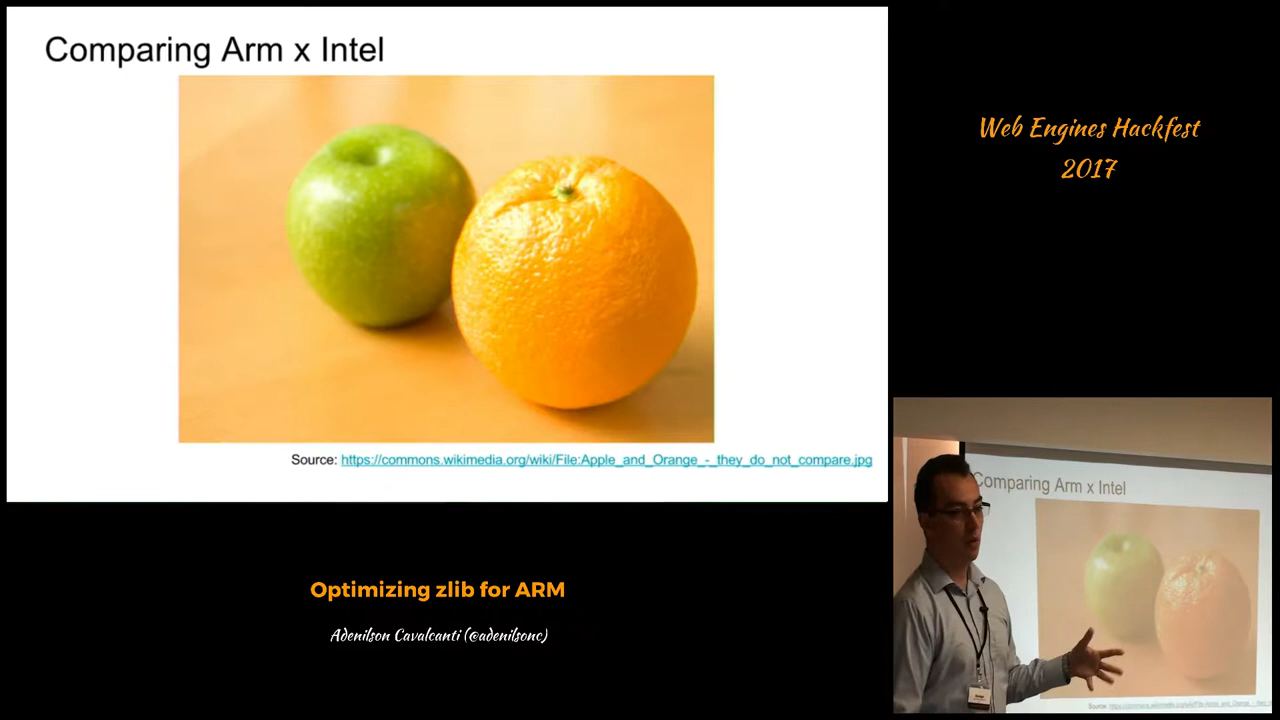 Comparing Arm x Intel
Source: https://commons.wikimedia.org/wiki/File:Apple_and_Orange_-_they_do_not_compare.jpg
Web Engines Hackfest
2017
Comparing Arm x Intel
Optimizing zlib for ARM
Adenilson Cavalcanti (@adenilsonc)